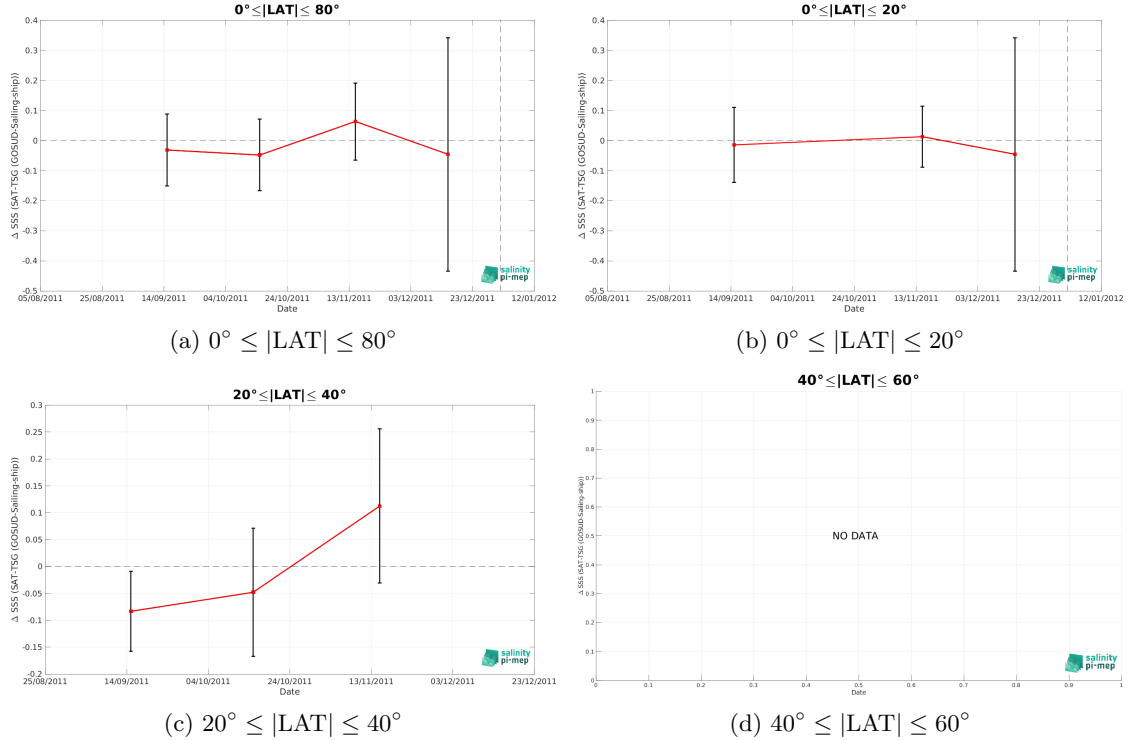 0°≤|LAT|≤ 80°
0.4
0.3
0.2
0.1
0
-0.1
-0.2
-0.3
-0.4
-0.5
Δ SSS (SAT-TSG (GOSUD-Sailing-ship))
05/08/2011 25/08/2011 14/09/2011 04/10/2011 24/10/2011 13/11/2011 03/12/2011 23/12/2011 12/01/2012
Date
salinity
pi-mep
(a) 0° ≤ |LAT| ≤ 80°
0°≤|LAT|≤ 20°
0.4
0.3
0.2
0.1
0
-0.1
-0.2
-0.3
-0.4
-0.5
Δ SSS (SAT-TSG (GOSUD-Sailing-ship))
05/08/2011 25/08/2011 14/09/2011 04/10/2011 24/10/2011 13/11/2011 03/12/2011 23/12/2011 12/01/2012
Date
salinity
pi-mep
(b) 0° ≤ |LAT| ≤ 20°
20°≤|LAT|≤ 40°
0.3
0.25
0.2
0.15
0.1
0.05
0
-0.05
-0.1
-0.15
-0.2
Δ SSS (SAT-TSG (GOSUD-Sailing-ship))
25/08/2011 14/09/2011 04/10/2011 24/10/2011 13/11/2011 03/12/2011 23/12/2011
Date
salinity
pi-mep
(c) 20° ≤ |LAT| ≤ 40°
40°≤|LAT|≤ 60°
1
0.9
0.8
0.7
0.6
0.5
0.4
0.3
0.2
0.1
0
Δ SSS (SAT-TSG (GOSUD-Sailing-ship))
NO DATA
0 0.1 0.2 0.3 0.4 0.5 0.6 0.7 0.8 0.9 1
Date
salinity
pi-mep
(d) 40° ≤ |LAT| ≤ 60°